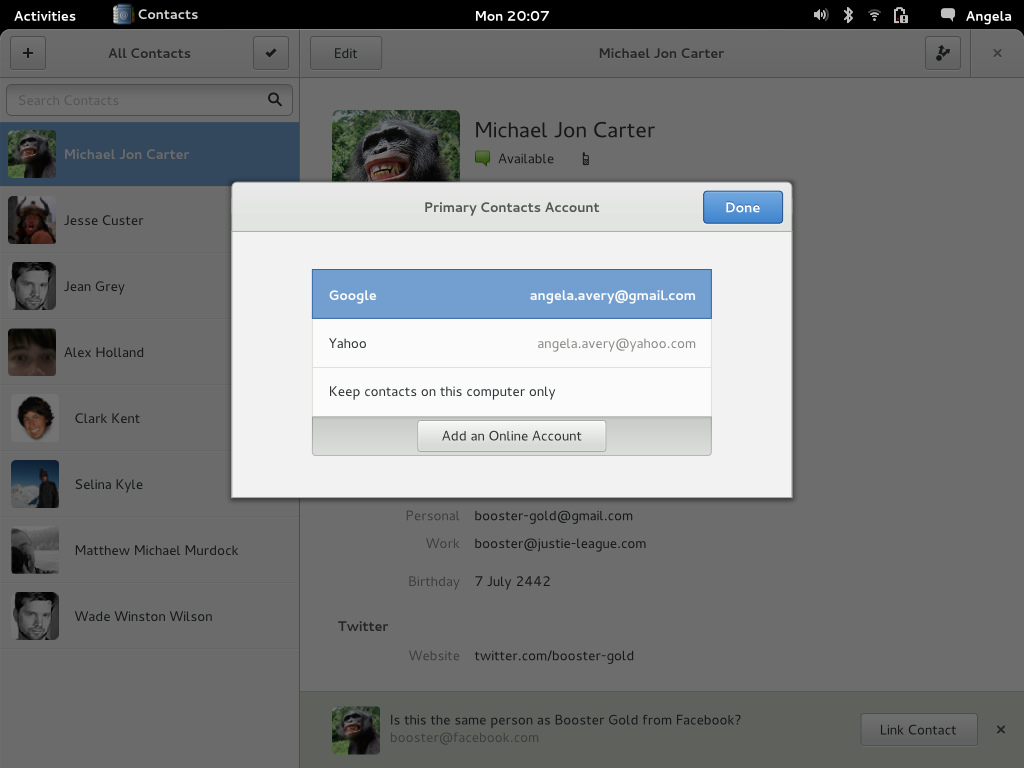 Activities
Contacts
Mon 20:07
Angela
+
All Contacts
Edit
Michael Jon Carter
Search Contacts
Michael Jon Carter
Jesse Custer
Jean Grey
Alex Holland
Clark Kent
Selina Kyle
Matthew Michael Murdock
Wade Winston Wilson
Michael Jon Carter
Available
Primary Contacts Account
Done
Google angela.avery@gmail.com
Yahoo angela.avery@yahoo.com
Keep contacts on this computer only
Add an Online Account
Personal booster-gold@gmail.com
Work booster@justie-league.com
Birthday 7 July 2442
Twitter
Website twitter.com/booster-gold
Is this the same person as Booster Gold from Facebook?
booster@facebook.com
Link Contact